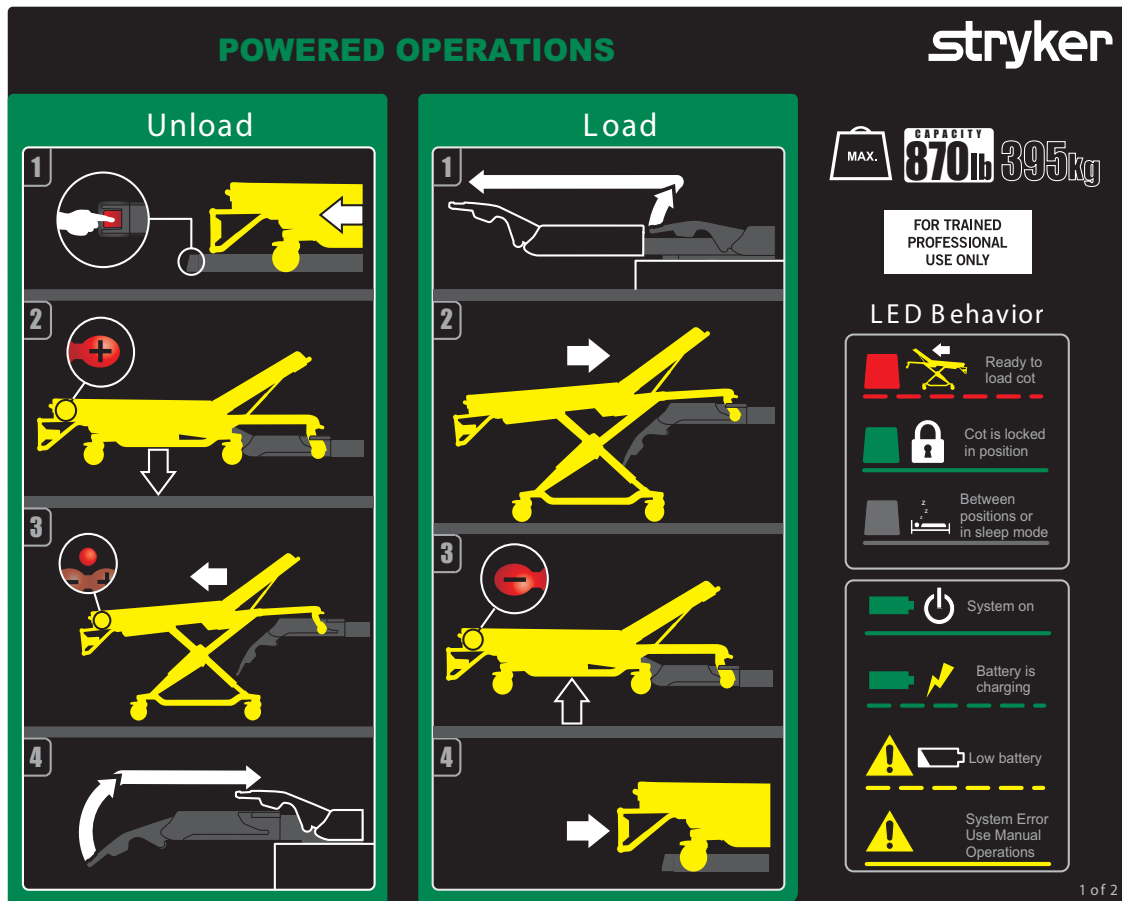 POWERED OPERATIONS
stryker
Unload
1
2
+
3
- +
4
Load
1
2
3
-
4
MAX.
CAPACITY
870lb 395kg
FOR TRAINED
PROFESSIONAL
USE ONLY
LED Behavior
Ready to
load cot
Cot is locked
in position
z
z
z
Between
positions or
in sleep mode
System on
Battery is
charging
!
Low battery
!
System Error
Use Manual
Operations
1 of 2